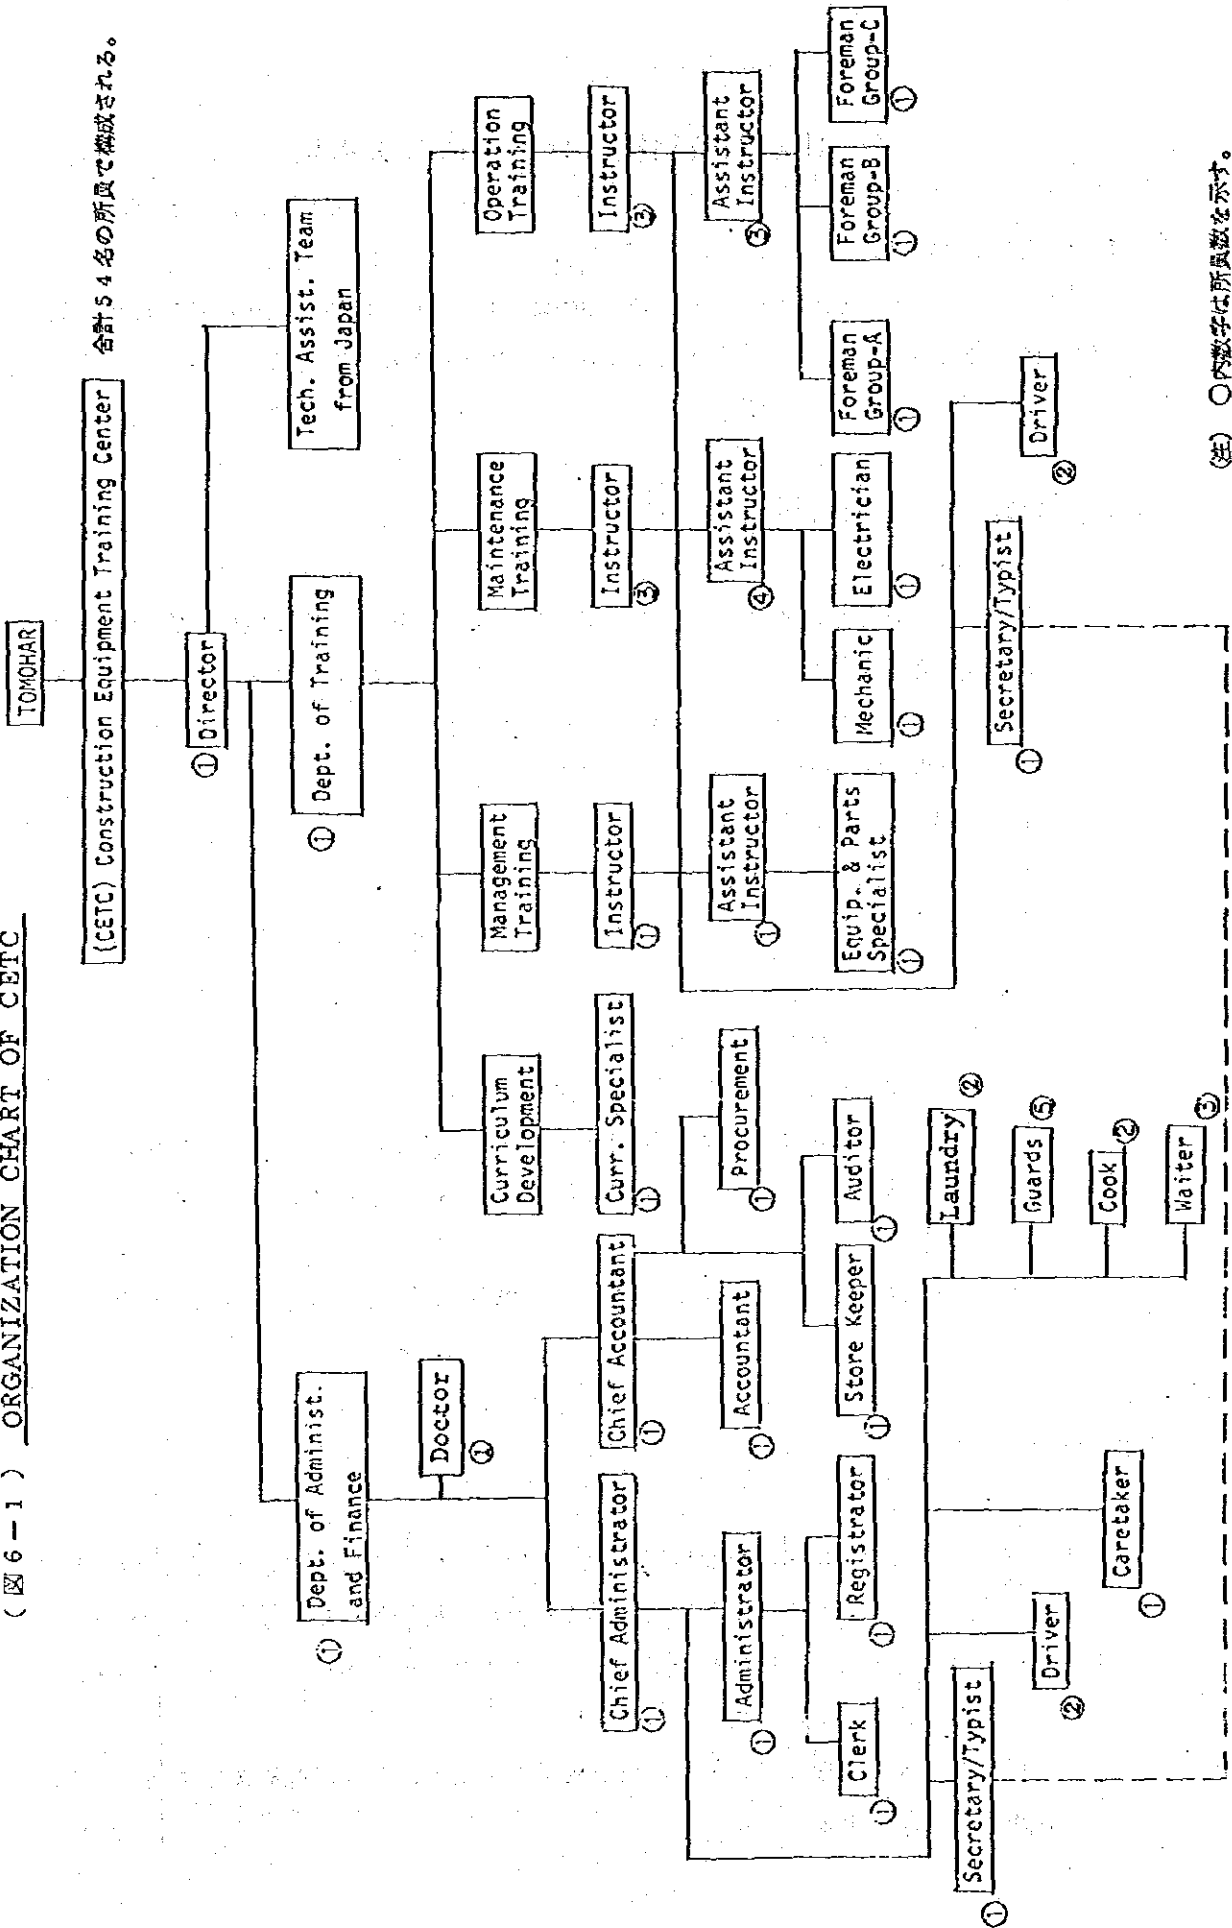 (図6-1) ORGANIZATION CHART OF CETC
TOMOHAR
(CETC) Construction Equipment Training Center
合計54名の所員で構成される。
① Director
Tech. Assist. Team
from Japan
① Dept. of Administ.
and Finance
① Dept. of Training
Doctor
①
Chief Administrator
①
Chief Accountant
①
Curriculum
Development
Management
Training
Maintenance
Training
Operation
Training
Curr. Specialist
①
Instructor
①
Instructor
③
Instructor
③
Administrator
①
Accountant
①
Procurement
①
Assistant
Instructor
①
Assistant
Instructor
④
Assistant
Instructor
③
Clerk
①
Registrator
①
Store Keeper
①
Auditor
①
Equip. & Parts
Specialist
①
Mechanic
①
Electrician
①
Foreman
Group-A
①
Foreman
Group-B
①
Foreman
Group-C
①
Secretary/Typist
①
Driver
②
Caretaker
①
Laundry ②
Guards ⑤
Cook ②
Waiter ③
Secretary/Typist
①
Driver
②
(注) ○内数字は所員数を示す。